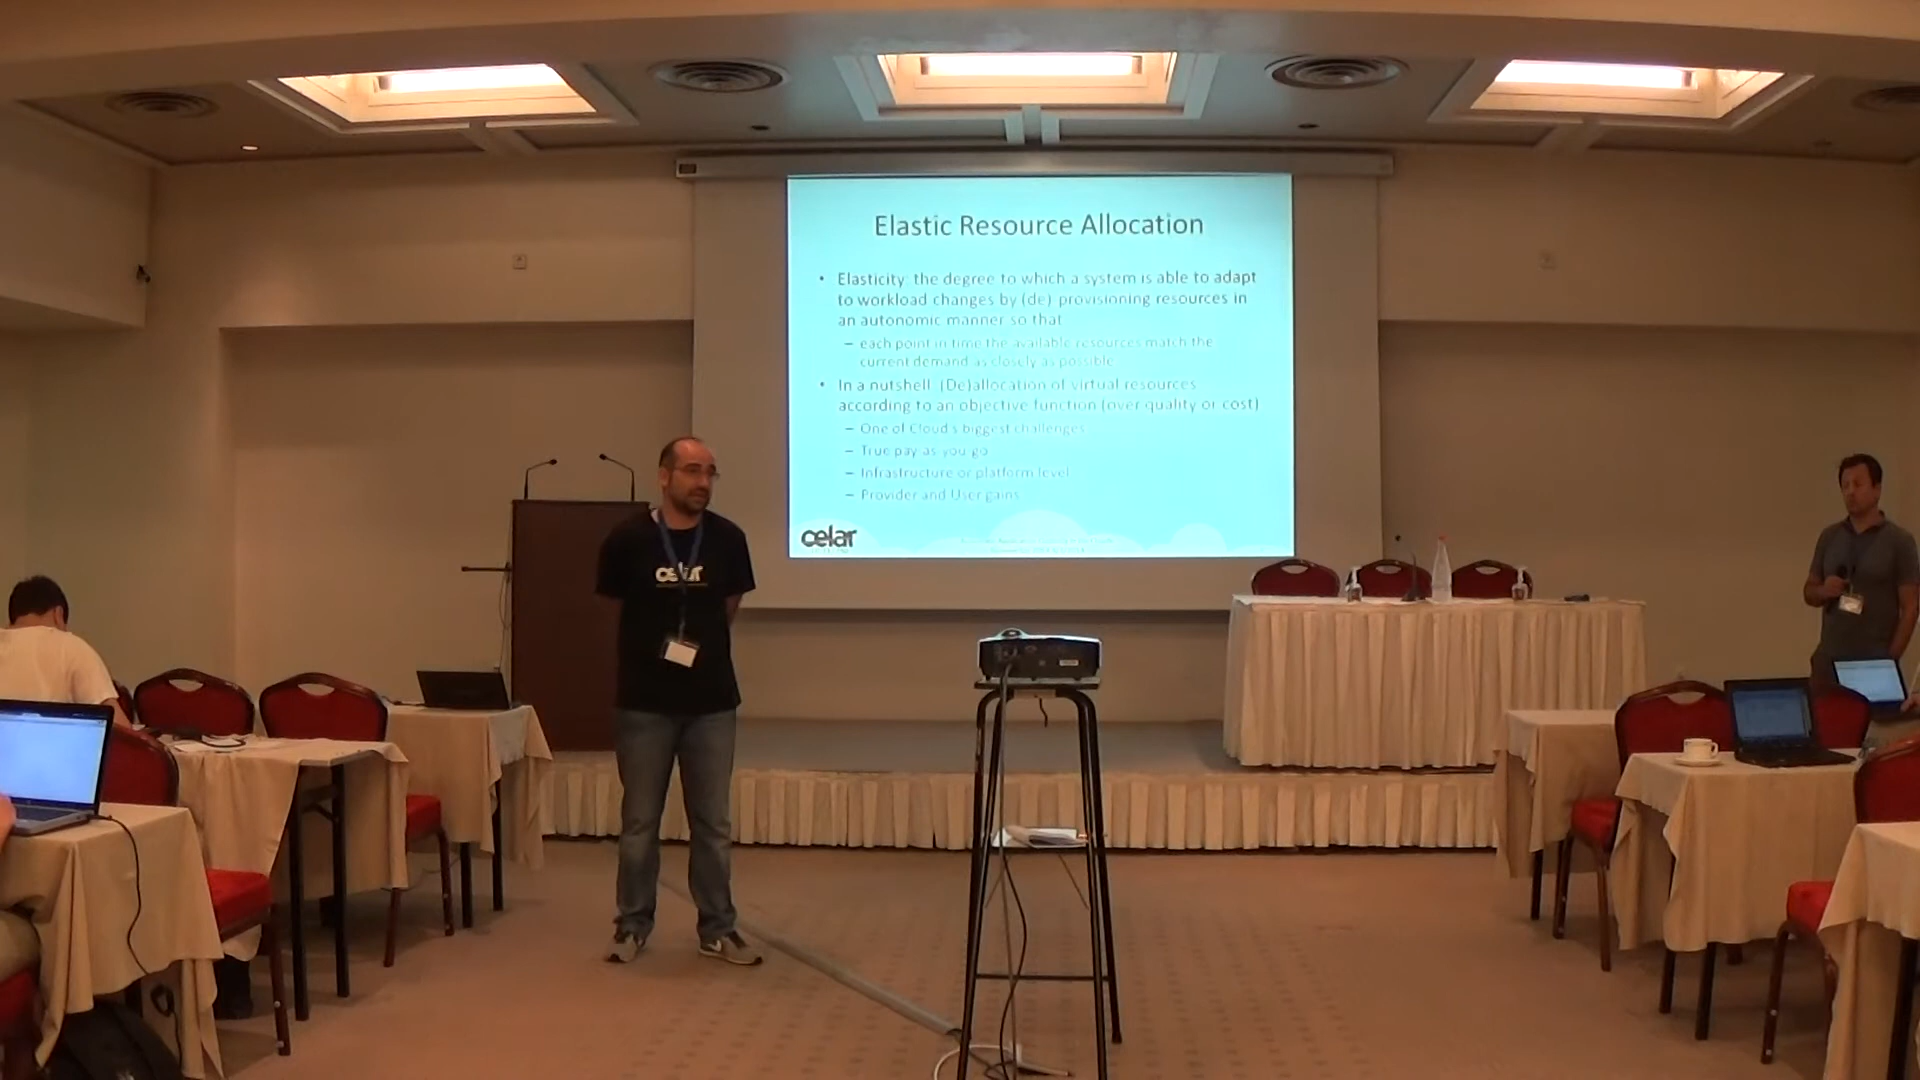 Elastic Resource Allocation
• Elasticity: the degree to which a system is able to adapt
to workload changes by (de) provisioning resources in
an autonomic manner so that
– each point in time the available resources match the
current demand as closely as possible
• In a nutshell: (De)allocation of virtual resources
according to an objective function (over quality or cost)
– One of Cloud's biggest challenges
– True pay as you go
– Infrastructure or platform level
– Provider and User gains
celar
celar